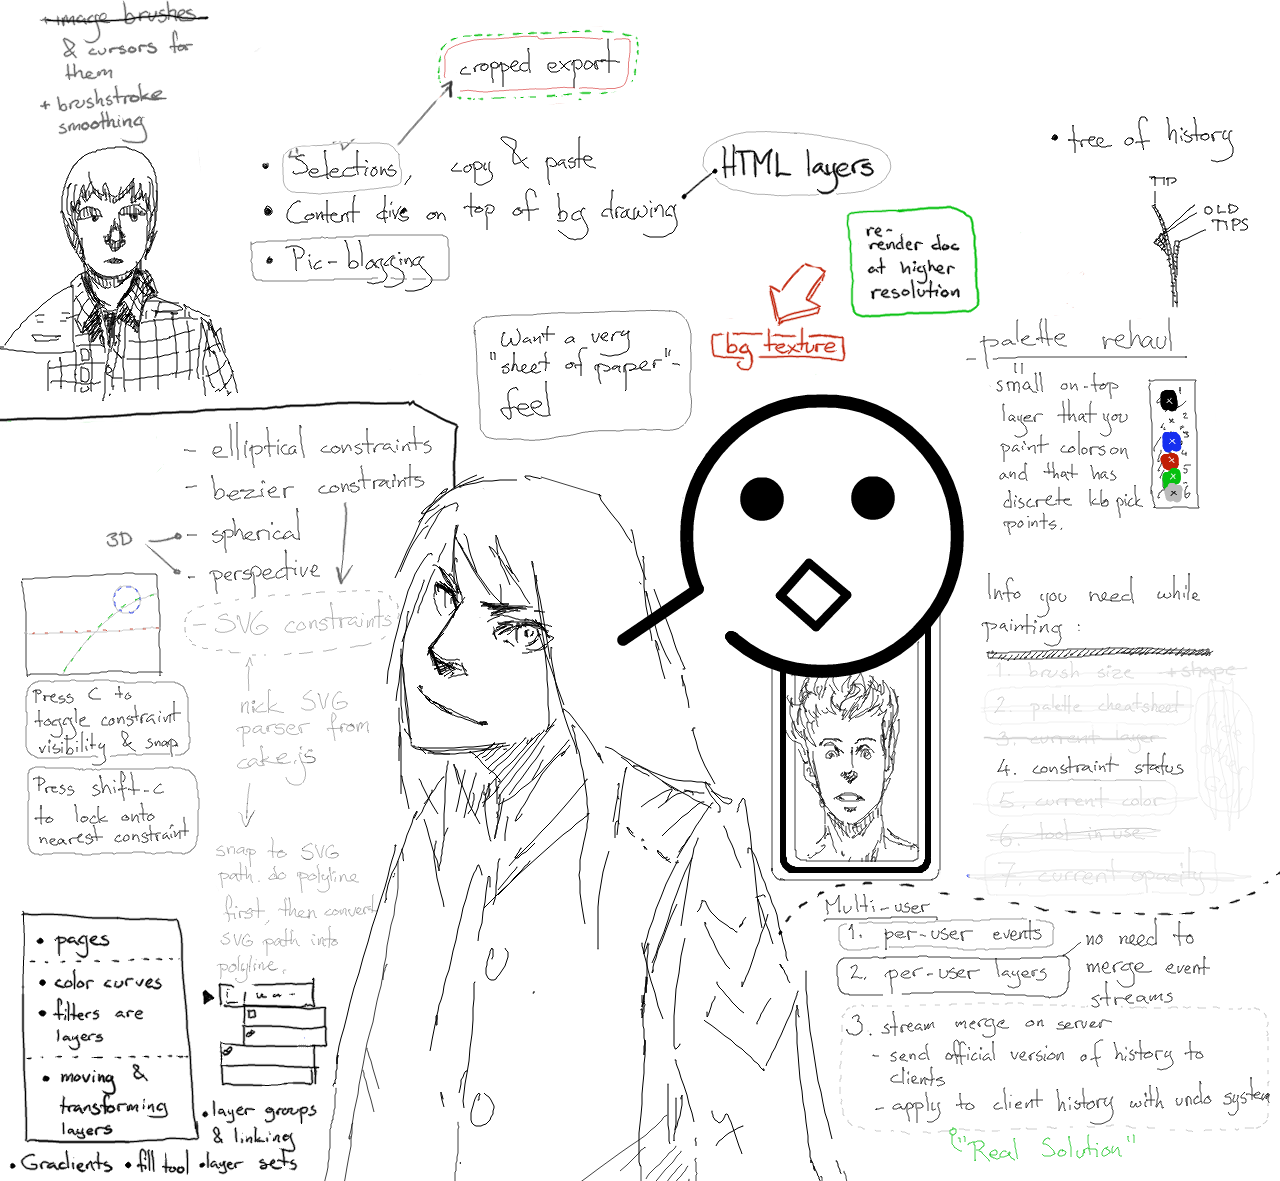 + image brushes
& cursors for
them
+ brushstroke
smoothing
cropped export
• "Selections, copy & paste
• Content divs on top of bg drawing
• Pic-blogging
• HTML layers
• tree of history
TIP
OLD
TIPS
re-
render doc
at higher
resolution
bg texture
Want a very
"sheet of paper"-
feel
- palette rehaul
small on-top
layer that you
paint colors on
and that has
discrete kb pick
points.
1
2
3
4
5
6
- elliptical constraints
- bezier constraints
- spherical
3D
- perspective
- SVG constraints
nick SVG
parser from
cake.js
snap to SVG
path. do polyline
first, then convert
SVG path into
polyline.
Press C to
toggle constraint
visibility & snap
Press shift-c
to lock onto
nearest constraint
Info you need while
painting :
1. brush size + shape
2. palette cheatsheet
3. current layer
4. constraint status
5. current color
6. tool in use
7. current opacity
Multi-user
1. per-user events
2. per-user layers
no need to
merge event
streams
3. stream merge on server
- send official version of history to
clients
- apply to client history with undo system
"Real Solution"
• pages
• color curves
• filters are
layers
• moving &
transforming
layers
• layer groups
& linking
• Gradients • fill tool • layer sets